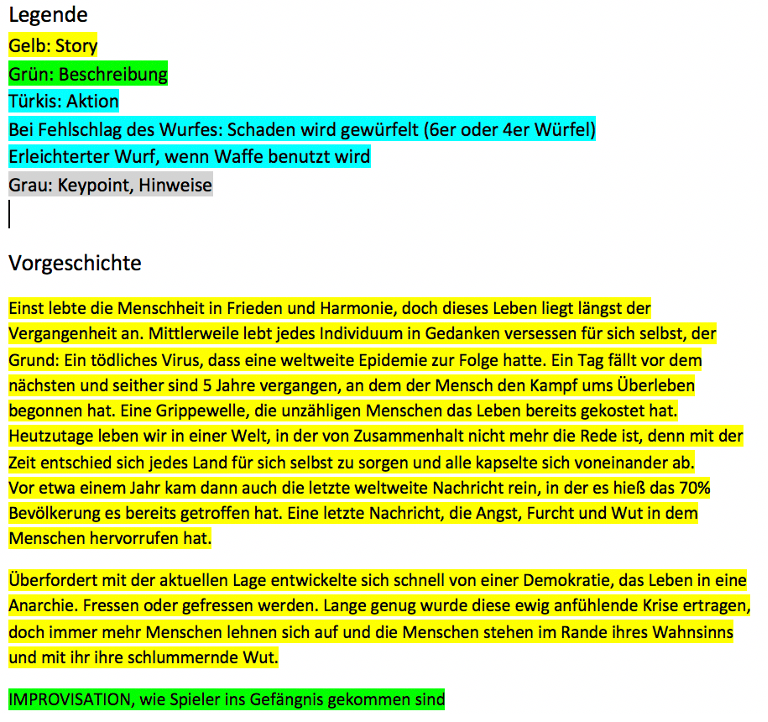 Legende
Gelb: Story
Grün: Beschreibung
Türkis: Aktion
Bei Fehlschlag des Wurfes: Schaden wird gewürfelt (6er oder 4er Würfel)
Erleichterter Wurf, wenn Waffe benutzt wird
Grau: Keypoint, Hinweise
Vorgeschichte
Einst lebte die Menschheit in Frieden und Harmonie, doch dieses Leben liegt längst der
Vergangenheit an. Mittlerweile lebt jedes Individuum in Gedanken versessen für sich selbst, der
Grund: Ein tödliches Virus, dass eine weltweite Epidemie zur Folge hatte. Ein Tag fällt vor dem
nächsten und seither sind 5 Jahre vergangen, an dem der Mensch den Kampf ums Überleben
begonnen hat. Eine Grippewelle, die unzähligen Menschen das Leben bereits gekostet hat.
Heutzutage leben wir in einer Welt, in der von Zusammenhalt nicht mehr die Rede ist, denn mit der
Zeit entschied sich jedes Land für sich selbst zu sorgen und alle kapselte sich voneinander ab.
Vor etwa einem Jahr kam dann auch die letzte weltweite Nachricht rein, in der es hieß das 70%
Bevölkerung es bereits getroffen hat. Eine letzte Nachricht, die Angst, Furcht und Wut in dem
Menschen hervorrufen hat.
Überfordert mit der aktuellen Lage entwickelte sich schnell von einer Demokratie, das Leben in eine
Anarchie. Fressen oder gefressen werden. Lange genug wurde diese ewig anfühlende Krise ertragen,
doch immer mehr Menschen lehnen sich auf und die Menschen stehen im Rande ihres Wahnsinns
und mit ihr ihre schlummernde Wut.
IMPROVISATION, wie Spieler ins Gefängnis gekommen sind